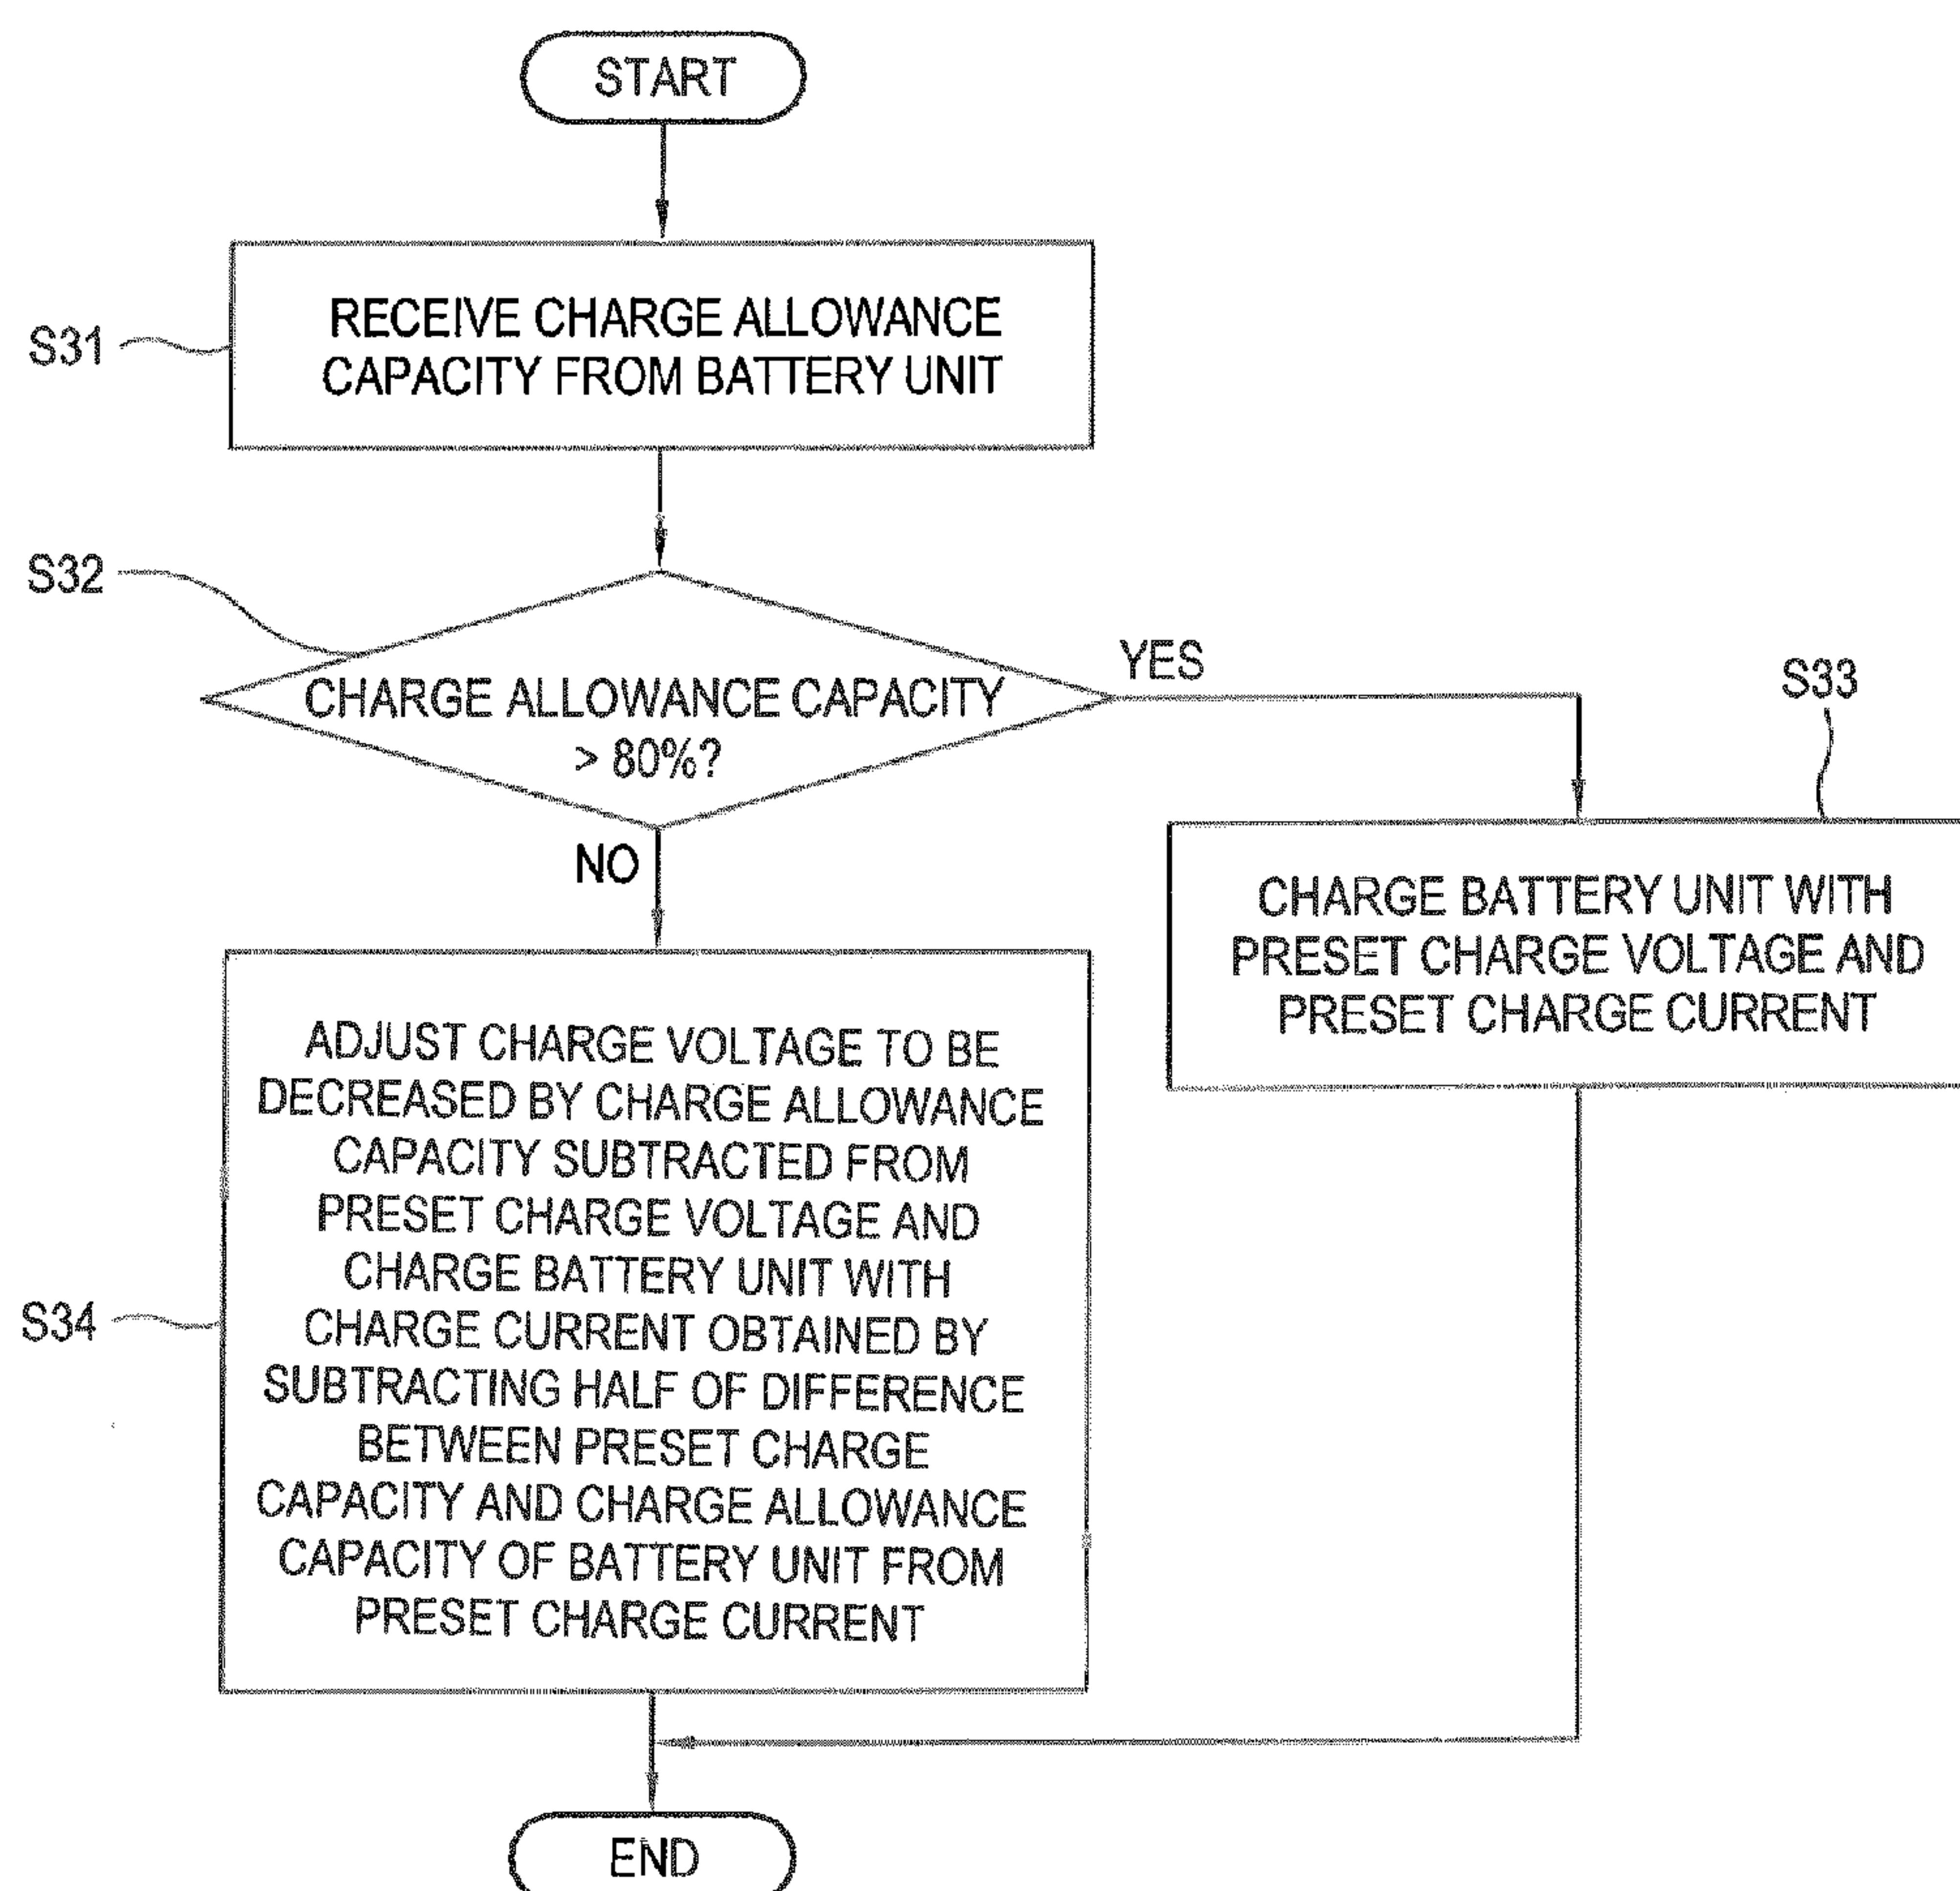 START
S31
RECEIVE CHARGE ALLOWANCE
CAPACITY FROM BATTERY UNIT
S32
CHARGE ALLOWANCE CAPACITY
> 80%?
YES
NO
S33
CHARGE BATTERY UNIT WITH
PRESET CHARGE VOLTAGE AND
PRESET CHARGE CURRENT
S34
ADJUST CHARGE VOLTAGE TO BE
DECREASED BY CHARGE ALLOWANCE
CAPACITY SUBTRACTED FROM
PRESET CHARGE VOLTAGE AND
CHARGE BATTERY UNIT WITH
CHARGE CURRENT OBTAINED BY
SUBTRACTING HALF OF DIFFERENCE
BETWEEN PRESET CHARGE
CAPACITY AND CHARGE ALLOWANCE
CAPACITY OF BATTERY UNIT FROM
PRESET CHARGE CURRENT
END